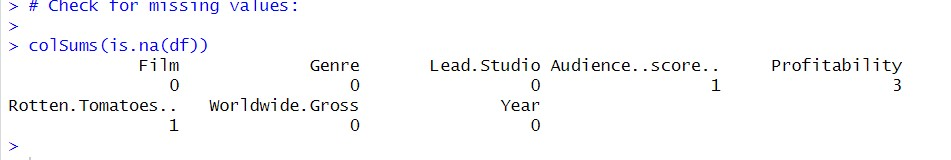 > # Check for missing values:
>
> colSums(is.na(df))
Film Genre Lead.Studio Audience..score.. Profitability
0 0 0 1 3
Rotten.Tomatoes.. Worldwide.Gross Year
1 0 0
>